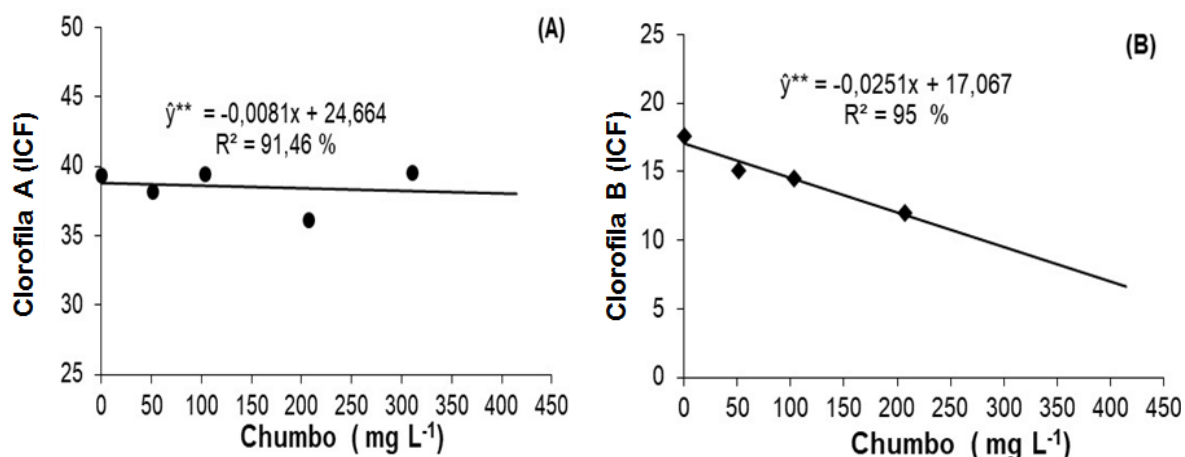 (A)
ŷ** = -0,0081x + 24,664
R² = 91,46 %
Clorofila A (ICF)
50
45
40
35
30
25
0 50 100 150 200 250 300 350 400 450
Chumbo ( mg L⁻¹)
(B)
ŷ** = -0,0251x + 17,067
R² = 95 %
Clorofila B (ICF)
25
20
15
10
5
0
0 50 100 150 200 250 300 350 400 450
Chumbo ( mg L⁻¹)